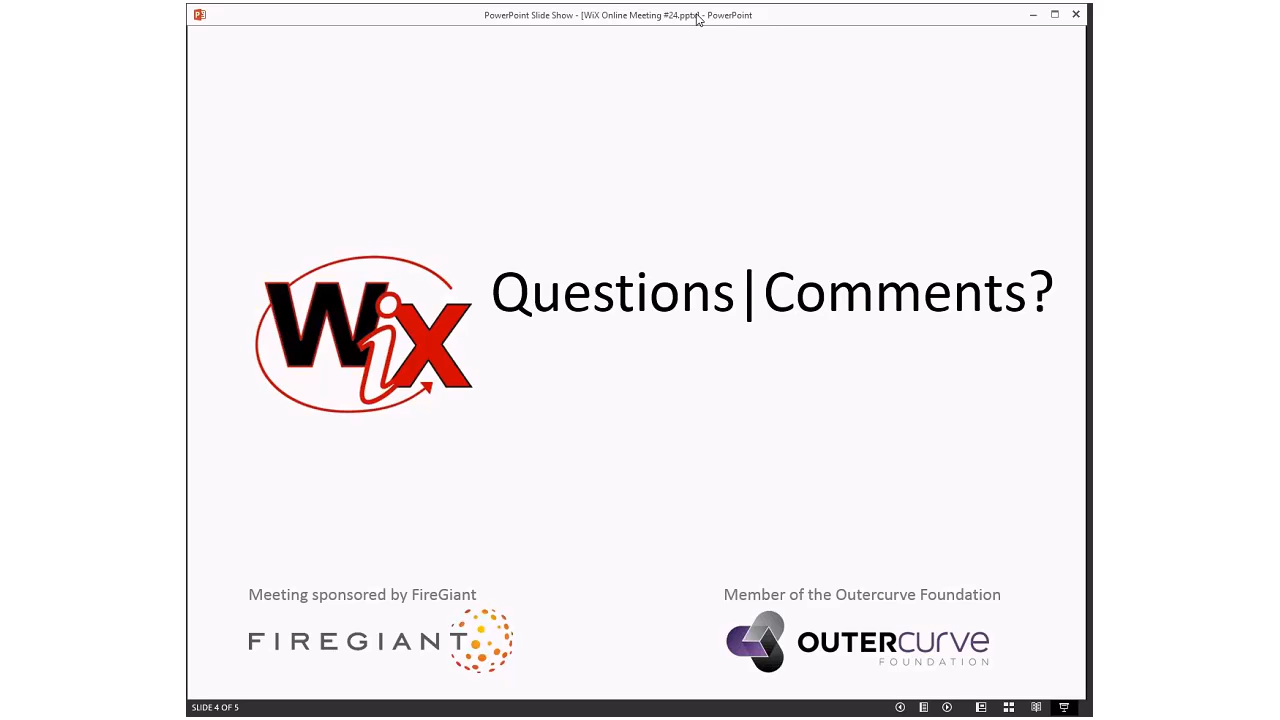 PowerPoint Slide Show - [WiX Online Meeting #24.pptx] - PowerPoint
WiX
Questions|Comments?
Meeting sponsored by FireGiant
Member of the Outercurve Foundation
FIREGIANT
OUTERCURVE
FOUNDATION
SLIDE 4 OF 5